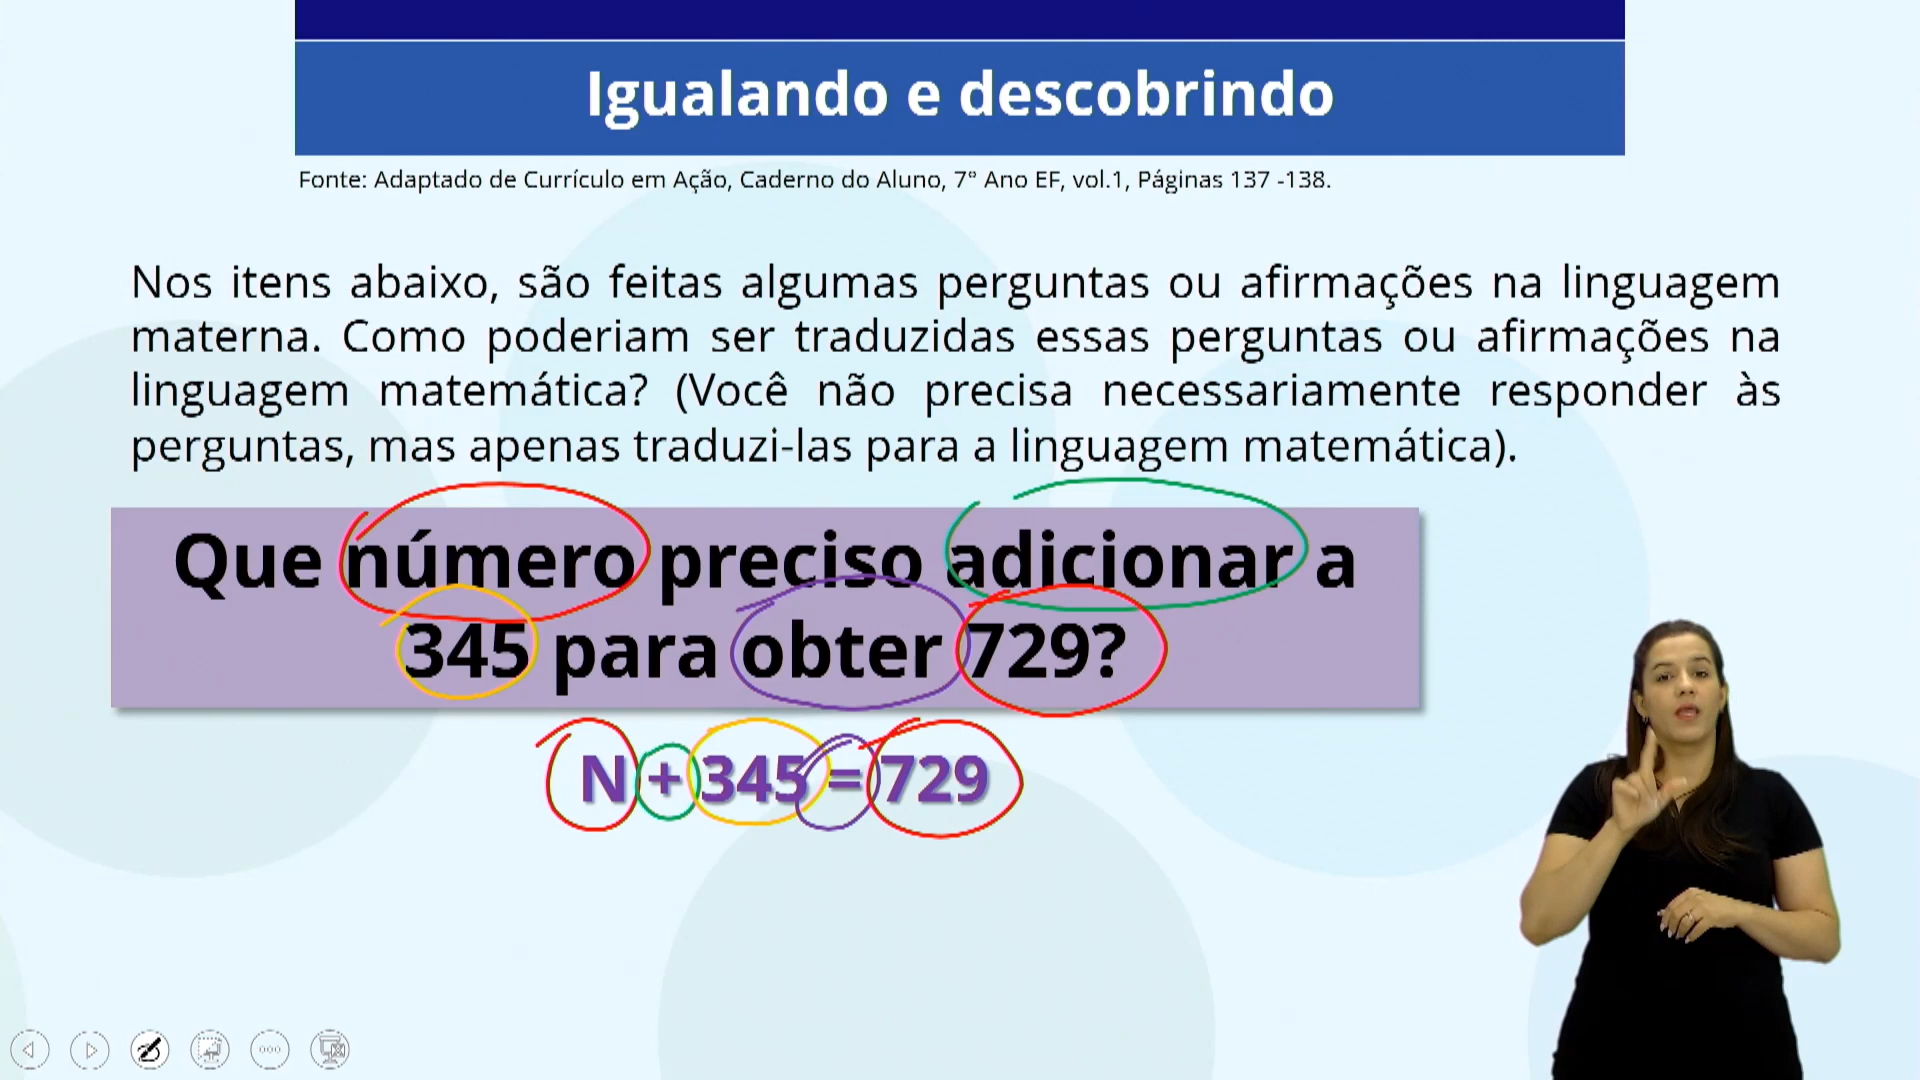 Igualando e descobrindo
Fonte: Adaptado de Currículo em Ação, Caderno do Aluno, 7° Ano EF, vol.1, Páginas 137 -138.
Nos itens abaixo, são feitas algumas perguntas ou afirmações na linguagem
materna. Como poderiam ser traduzidas essas perguntas ou afirmações na
linguagem matemática? (Você não precisa necessariamente responder às
perguntas, mas apenas traduzi-las para a linguagem matemática).
Que número preciso adicionar a
345 para obter 729?
N + 345 = 729